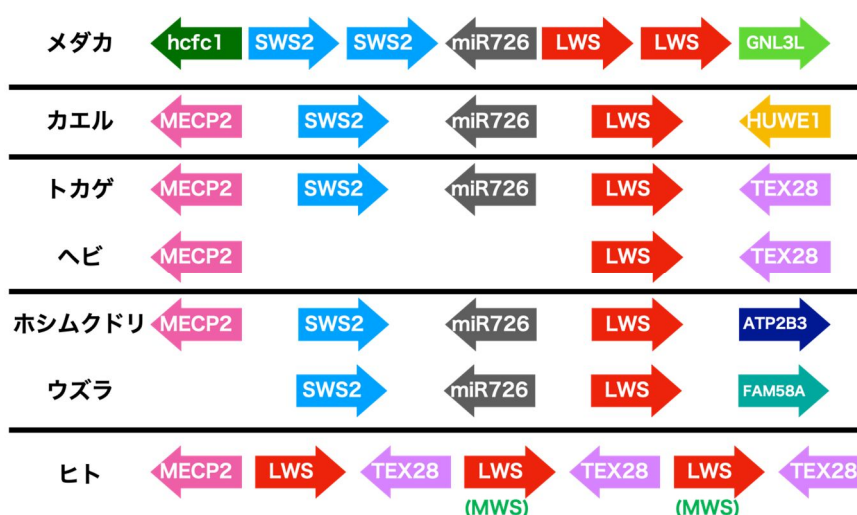 メダカ hcfc1 SWS2 SWS2 miR726 LWS LWS GNL3L
カエル MECP2 SWS2 miR726 LWS HUWE1
トカゲ MECP2 SWS2 miR726 LWS TEX28
ヘビ MECP2 LWS TEX28
ホシムクドリ MECP2 SWS2 miR726 LWS ATP2B3
ウズラ SWS2 miR726 LWS FAM58A
ヒト MECP2 LWS TEX28 LWS TEX28 LWS TEX28
(MWS) (MWS)